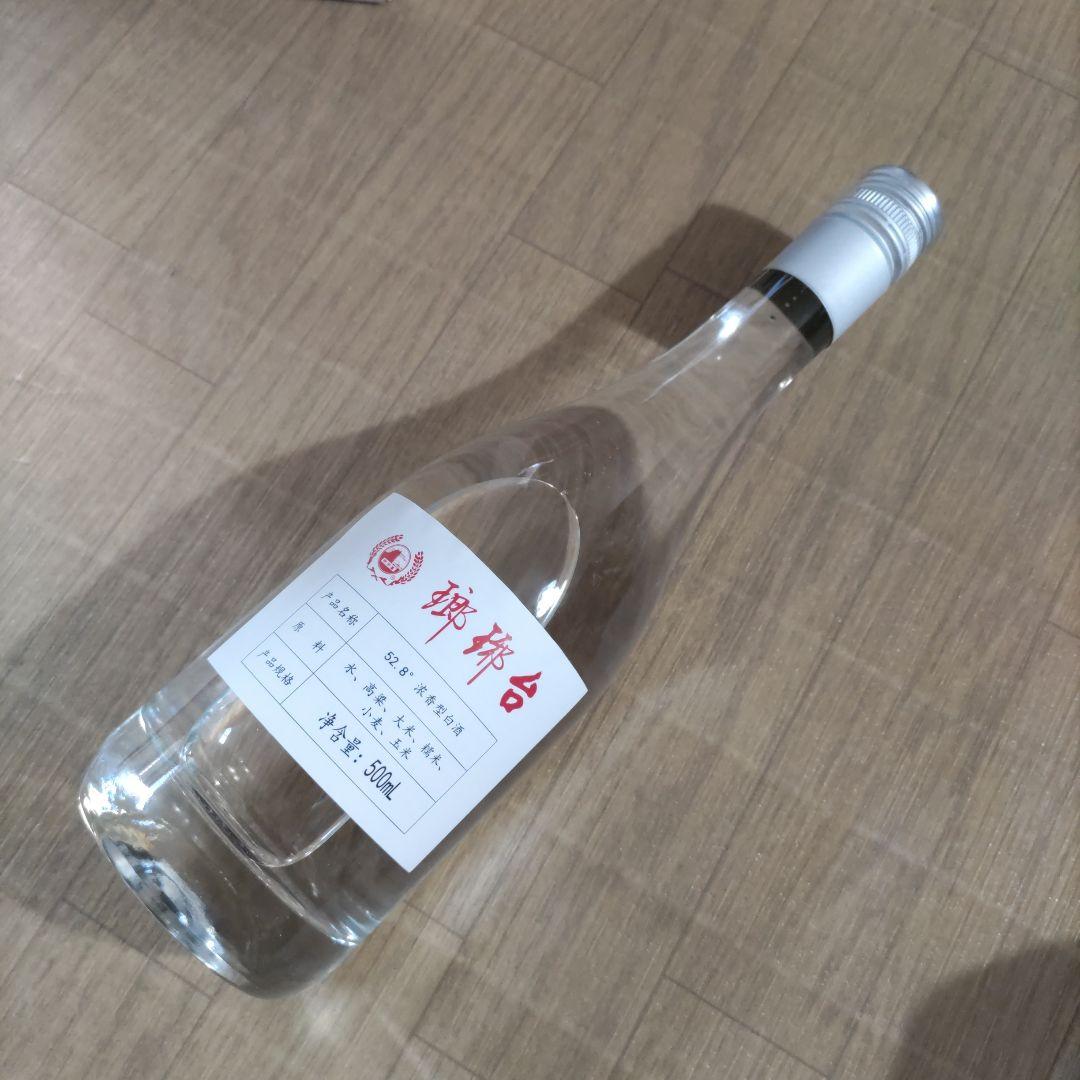 瑯琊台
产品名称 52.8° 浓香型白酒
原 料 水、高粱、大米、糯米、
小麦、玉米
产品规格 净含量：500mL